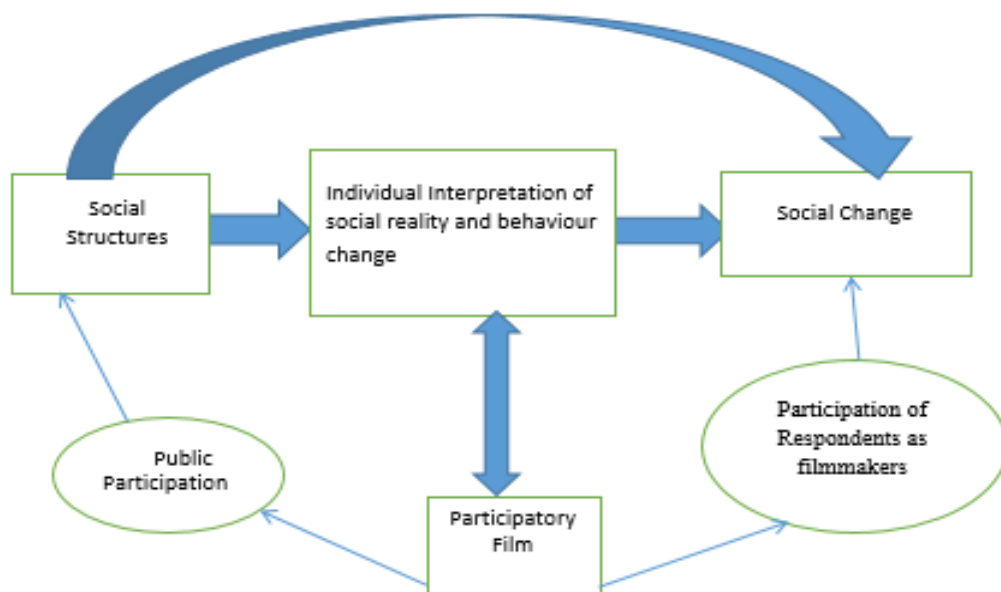 Social
Structures
Individual Interpretation of
social reality and behaviour
change
Social Change
Public
Participation
Participatory
Film
Participation of
Respondents as
filmmakers